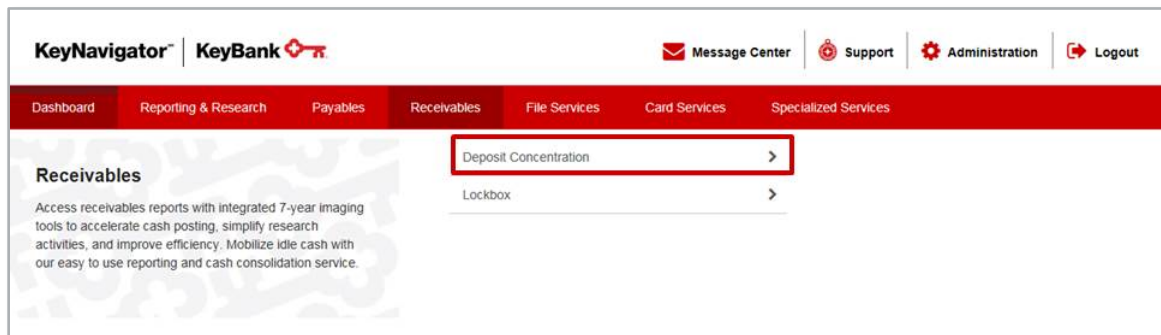 KeyNavigator℠ | KeyBank
Message Center
Support
Administration
Logout
Dashboard Reporting & Research Payables Receivables File Services Card Services Specialized Services
Receivables
Access receivables reports with integrated 7-year imaging
tools to accelerate cash posting, simplify research
activities, and improve efficiency. Mobilize idle cash with
our easy to use reporting and cash consolidation service.
Deposit Concentration
Lockbox